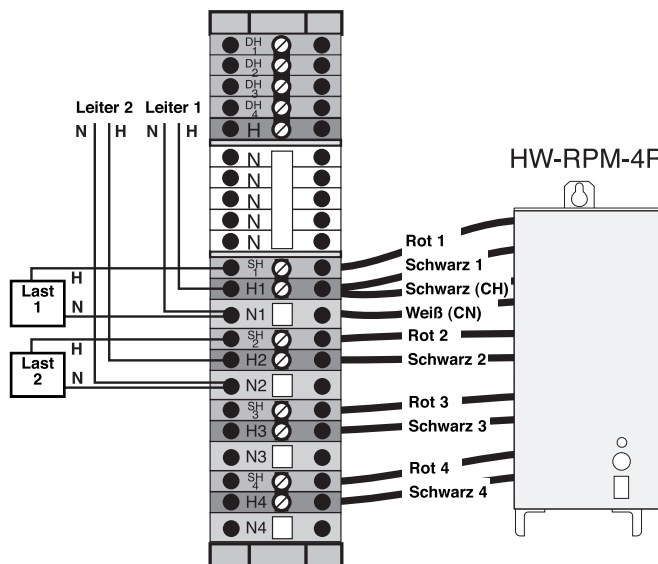 DH
1
DH
2
DH
3
DH
4
H
Leiter 2 Leiter 1
N H N H
N
N
N
N
N
HW-RPM-4R
SH
1
H1
N1
SH
2
H2
N2
SH
3
H3
N3
SH
4
H4
N4
Last
1
H
N
Last
2
H
N
Rot 1
Schwarz 1
Schwarz (CH)
Weiß (CN)
Rot 2
Schwarz 2
Rot 3
Schwarz 3
Rot 4
Schwarz 4